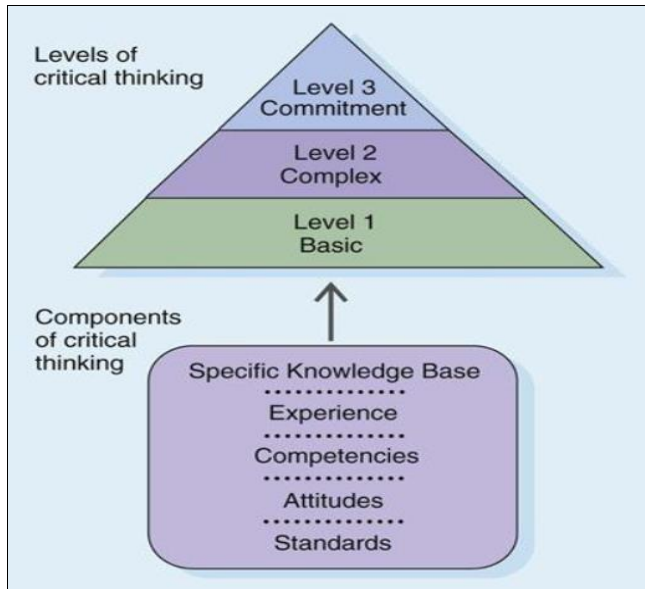 Levels of
critical thinking
Level 3
Commitment
Level 2
Complex
Level 1
Basic
Components
of critical
thinking
Specific Knowledge Base
Experience
Competencies
Attitudes
Standards